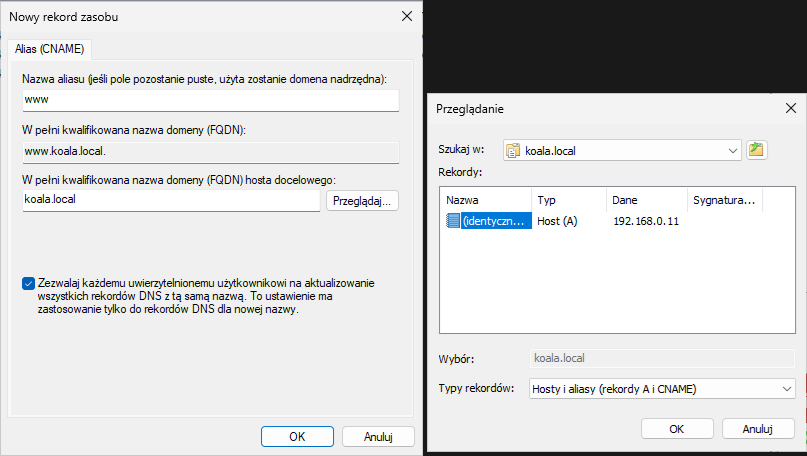 Nowy rekord zasobu
Alias (CNAME)
Nazwa aliasu (jeśli pole pozostanie puste, użyta zostanie domena nadrzędna):
www
W pełni kwalifikowana nazwa domeny (FQDN):
www.koala.local.
W pełni kwalifikowana nazwa domeny (FQDN) hosta docelowego:
koala.local
Przeglądaj...
Zezwalaj każdemu uwierzytelnionemu użytkownikowi na aktualizowanie
wszystkich rekordów DNS z tą samą nazwą. To ustawienie ma
zastosowanie tylko do rekordów DNS dla nowej nazwy.
OK
Anuluj
Przeglądanie
Szukaj w:
koala.local
Rekordy:
Nazwa Typ Dane Sygnatura...
(identyczn... Host (A) 192.168.0.11
Wybór:
koala.local
Typy rekordów:
Hosty i aliasy (rekordy A i CNAME)
OK
Anuluj